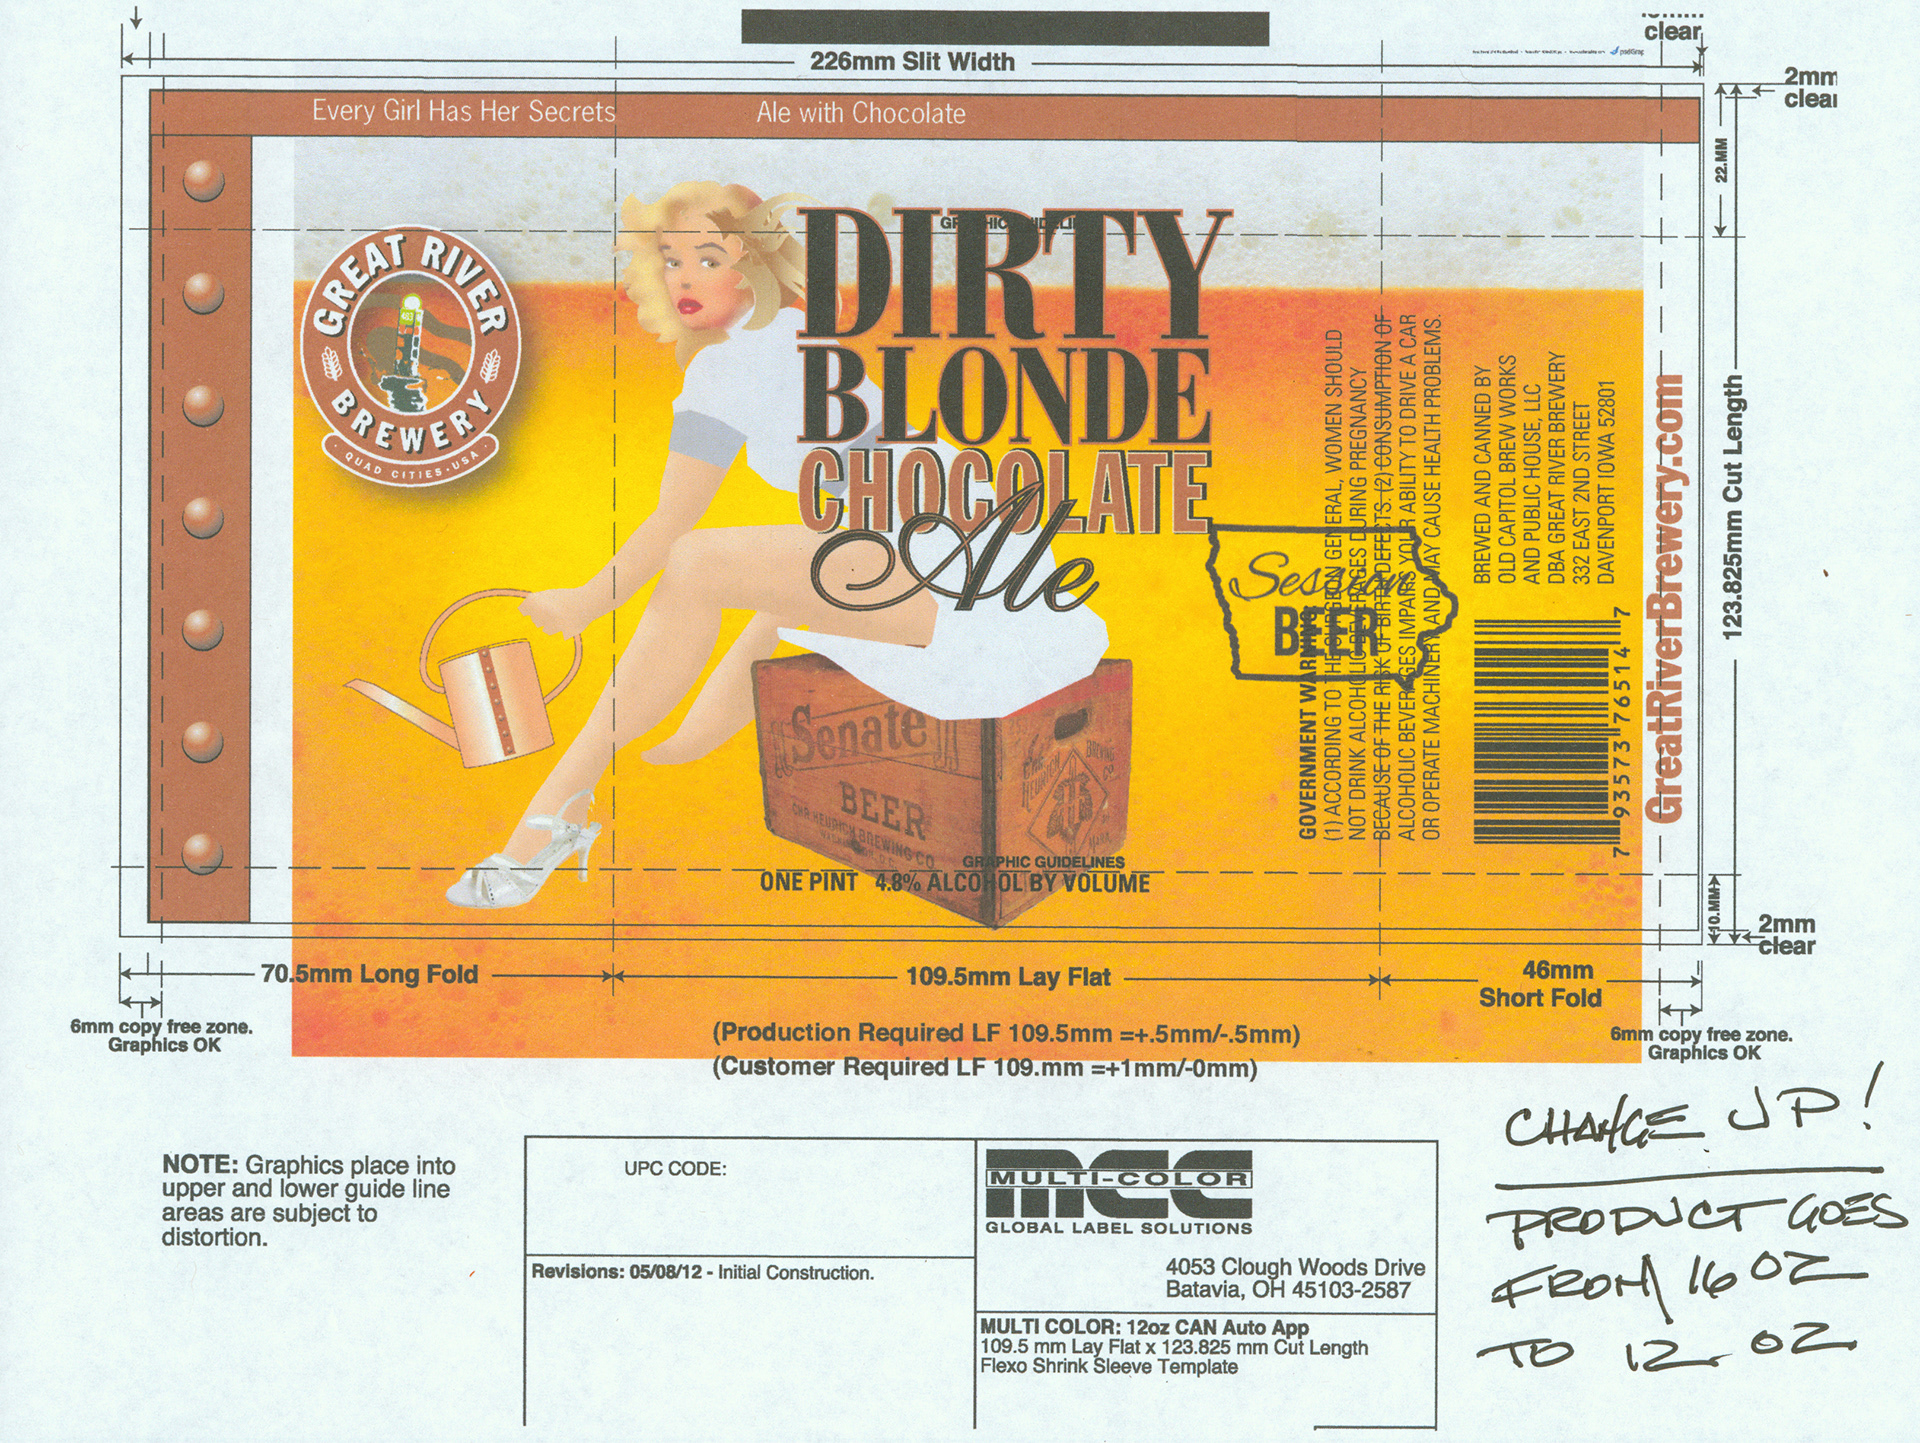 clear
226mm Slit Width
2mm
clear
Every Girl Has Her Secrets
Ale with Chocolate
22.MM
GREAT RIVER
BREWERY
QUAD CITIES · USA
DIRTY
BLONDE
CHOCOLATE
Ale
Session
BEER
Senate
BEER
CHR HEURICH BREWING CO
BREWING
CO
GRAPHIC GUIDELINES
ONE PINT 4.8% ALCOHOL BY VOLUME
GOVERNMENT WARNING:
(1) ACCORDING TO THE SURGEON GENERAL, WOMEN SHOULD
NOT DRINK ALCOHOLIC BEVERAGES DURING PREGNANCY
BECAUSE OF THE RISK OF BIRTH DEFECTS. (2) CONSUMPTION OF
ALCOHOLIC BEVERAGES IMPAIRS YOUR ABILITY TO DRIVE A CAR
OR OPERATE MACHINERY AND MAY CAUSE HEALTH PROBLEMS.
BREWED AND CANNED BY
OLD CAPITOL BREW WORKS
AND PUBLIC HOUSE, LLC
DBA GREAT RIVER BREWERY
332 EAST 2ND STREET
DAVENPORT IOWA 52801
7 93573 76514 7
GreatRiverBrewery.com
123.825mm Cut Length
10.MM
2mm
clear
70.5mm Long Fold
109.5mm Lay Flat
46mm
Short Fold
6mm copy free zone.
Graphics OK
(Production Required LF 109.5mm =+.5mm/-.5mm)
(Customer Required LF 109.mm =+1mm/-0mm)
6mm copy free zone.
Graphics OK
CHANGE UP!
PRODUCT GOES
FROM 16 OZ
TO 12 OZ
NOTE: Graphics place into
upper and lower guide line
areas are subject to
distortion.
UPC CODE:
Revisions: 05/08/12 - Initial Construction.
mcc
MULTI-COLOR
GLOBAL LABEL SOLUTIONS
4053 Clough Woods Drive
Batavia, OH 45103-2587
MULTI COLOR: 12oz CAN Auto App
109.5 mm Lay Flat x 123.825 mm Cut Length
Flexo Shrink Sleeve Template